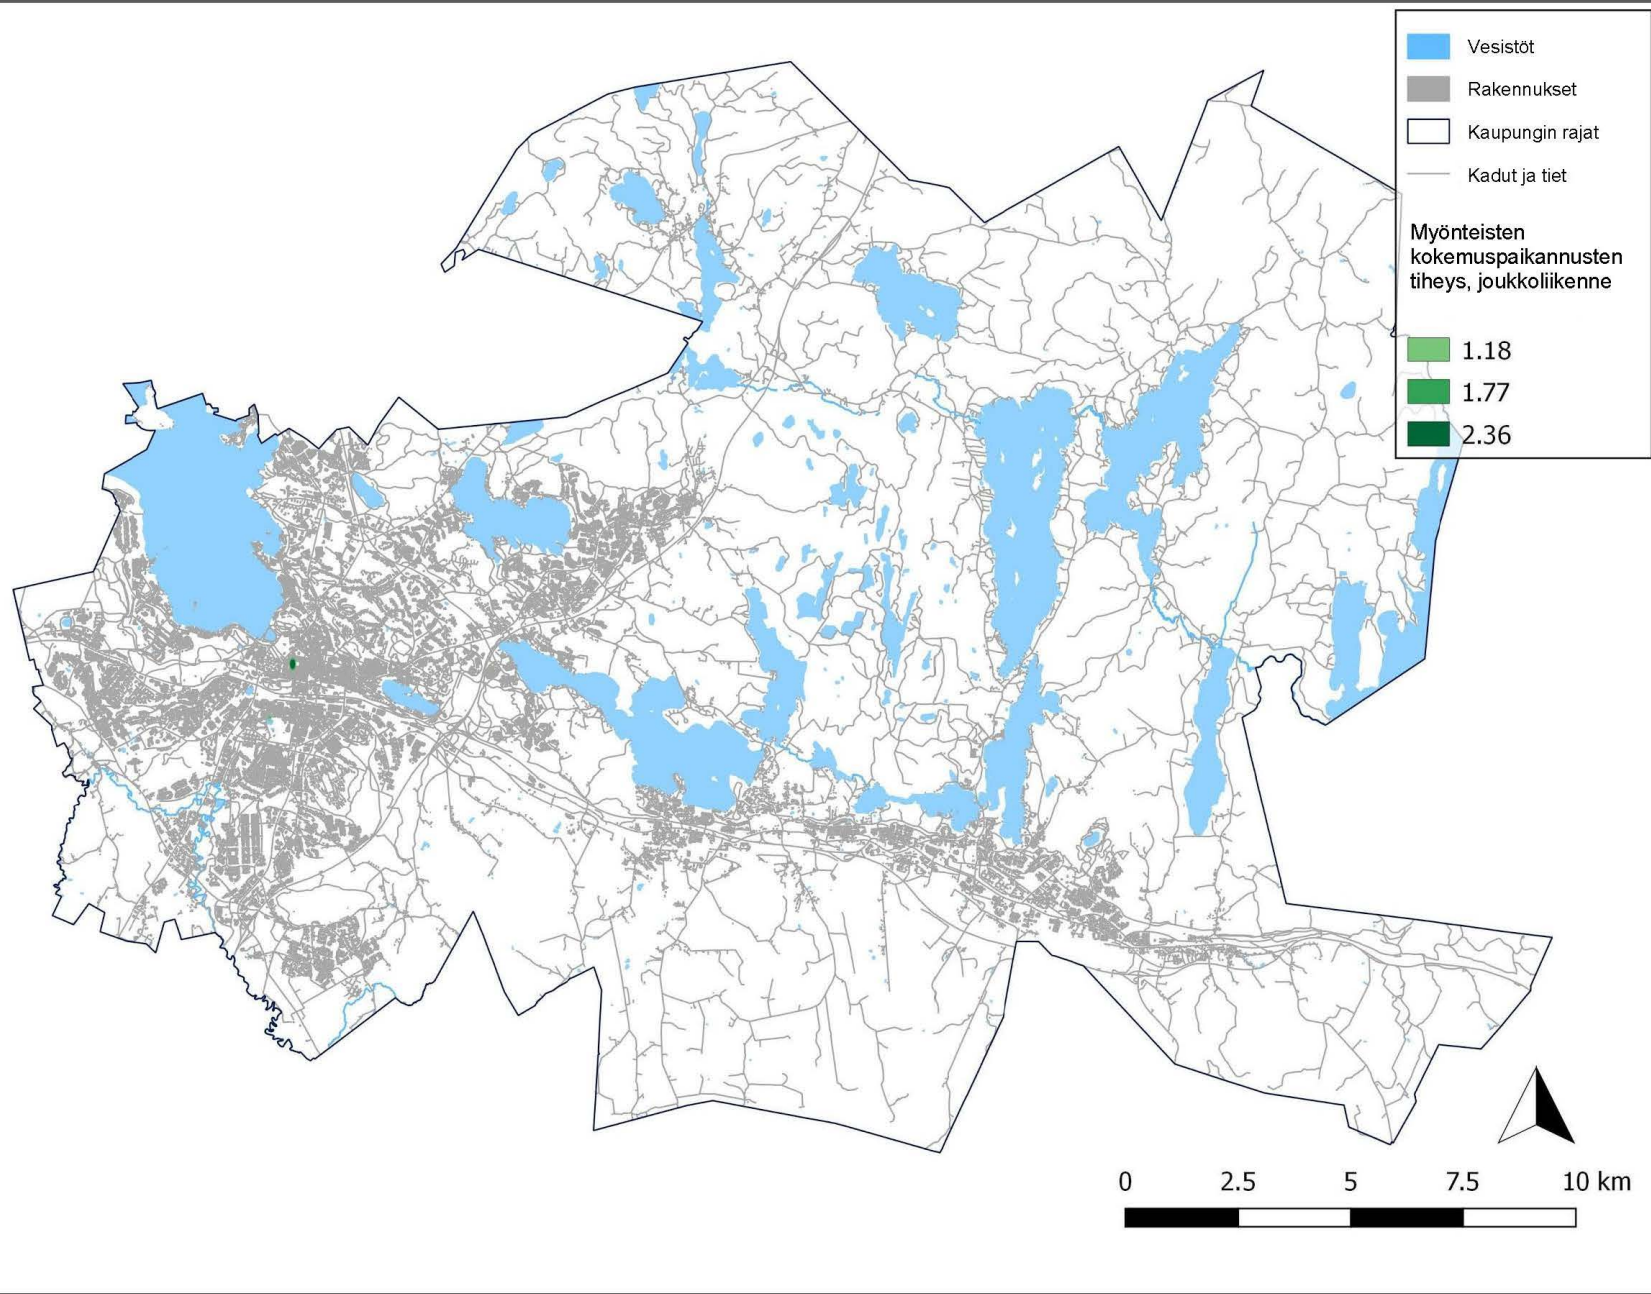 Vesistöt
Rakennukset
Kaupungin rajat
Kadut ja tiet
Myönteisten
kokemuspaikannusten
tiheys, joukkoliikenne
1.18
1.77
2.36
0 2.5 5 7.5 10 km